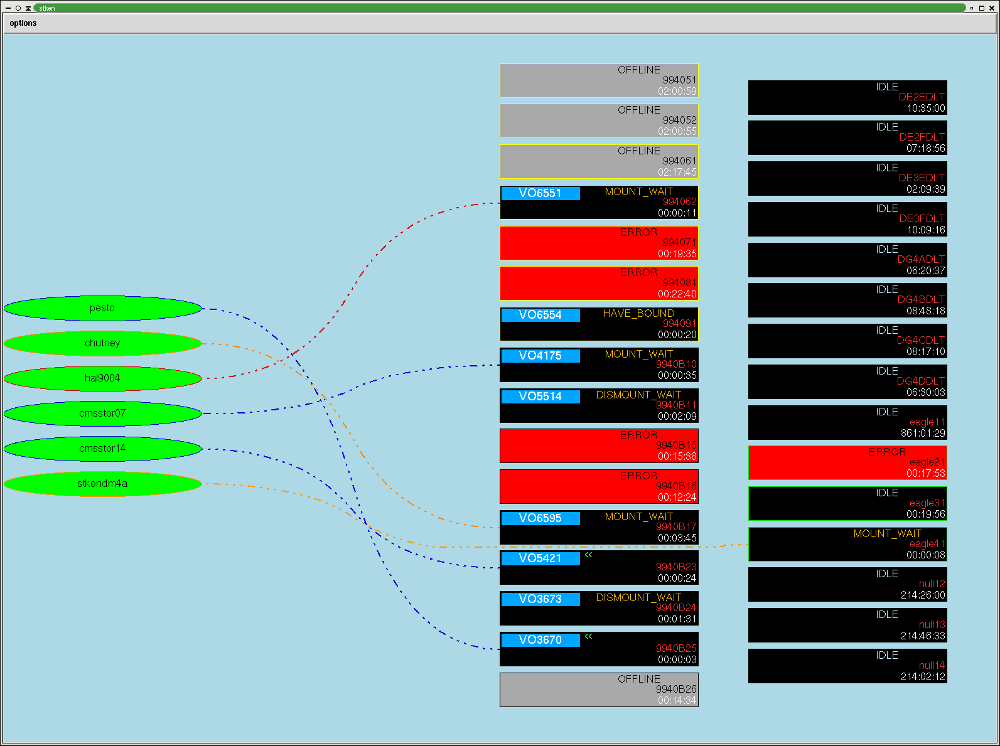 stken
options
pesto
chutney
hal9004
cmsstor07
cmsstor14
stkendm4a
OFFLINE
994051
02:00:59
OFFLINE
994052
02:00:55
OFFLINE
994061
02:17:45
VO6551 MOUNT_WAIT
994062
00:00:11
ERROR
994071
00:19:35
ERROR
994081
00:22:40
VO6554 HAVE_BOUND
994091
00:00:20
VO4175 MOUNT_WAIT
9940B10
00:00:35
VO5514 DISMOUNT_WAIT
9940B11
00:02:09
ERROR
9940B15
00:15:38
ERROR
9940B16
00:12:24
VO6595 MOUNT_WAIT
9940B17
00:03:45
VO5421 <<
9940B23
00:00:24
VO3673 DISMOUNT_WAIT
9940B24
00:01:31
VO3670 <<
9940B25
00:00:03
OFFLINE
9940B26
00:14:34
IDLE
DE2EDLT
10:35:00
IDLE
DE2FDLT
07:18:56
IDLE
DE3EDLT
02:09:39
IDLE
DE3FDLT
10:09:16
IDLE
DG4ADLT
06:20:37
IDLE
DG4BDLT
08:48:18
IDLE
DG4CDLT
08:17:10
IDLE
DG4DDLT
06:30:03
IDLE
eagle11
861:01:29
ERROR
eagle21
00:17:53
IDLE
eagle31
00:19:56
MOUNT_WAIT
eagle41
00:00:08
IDLE
null12
214:26:00
IDLE
null13
214:46:33
IDLE
null14
214:02:12